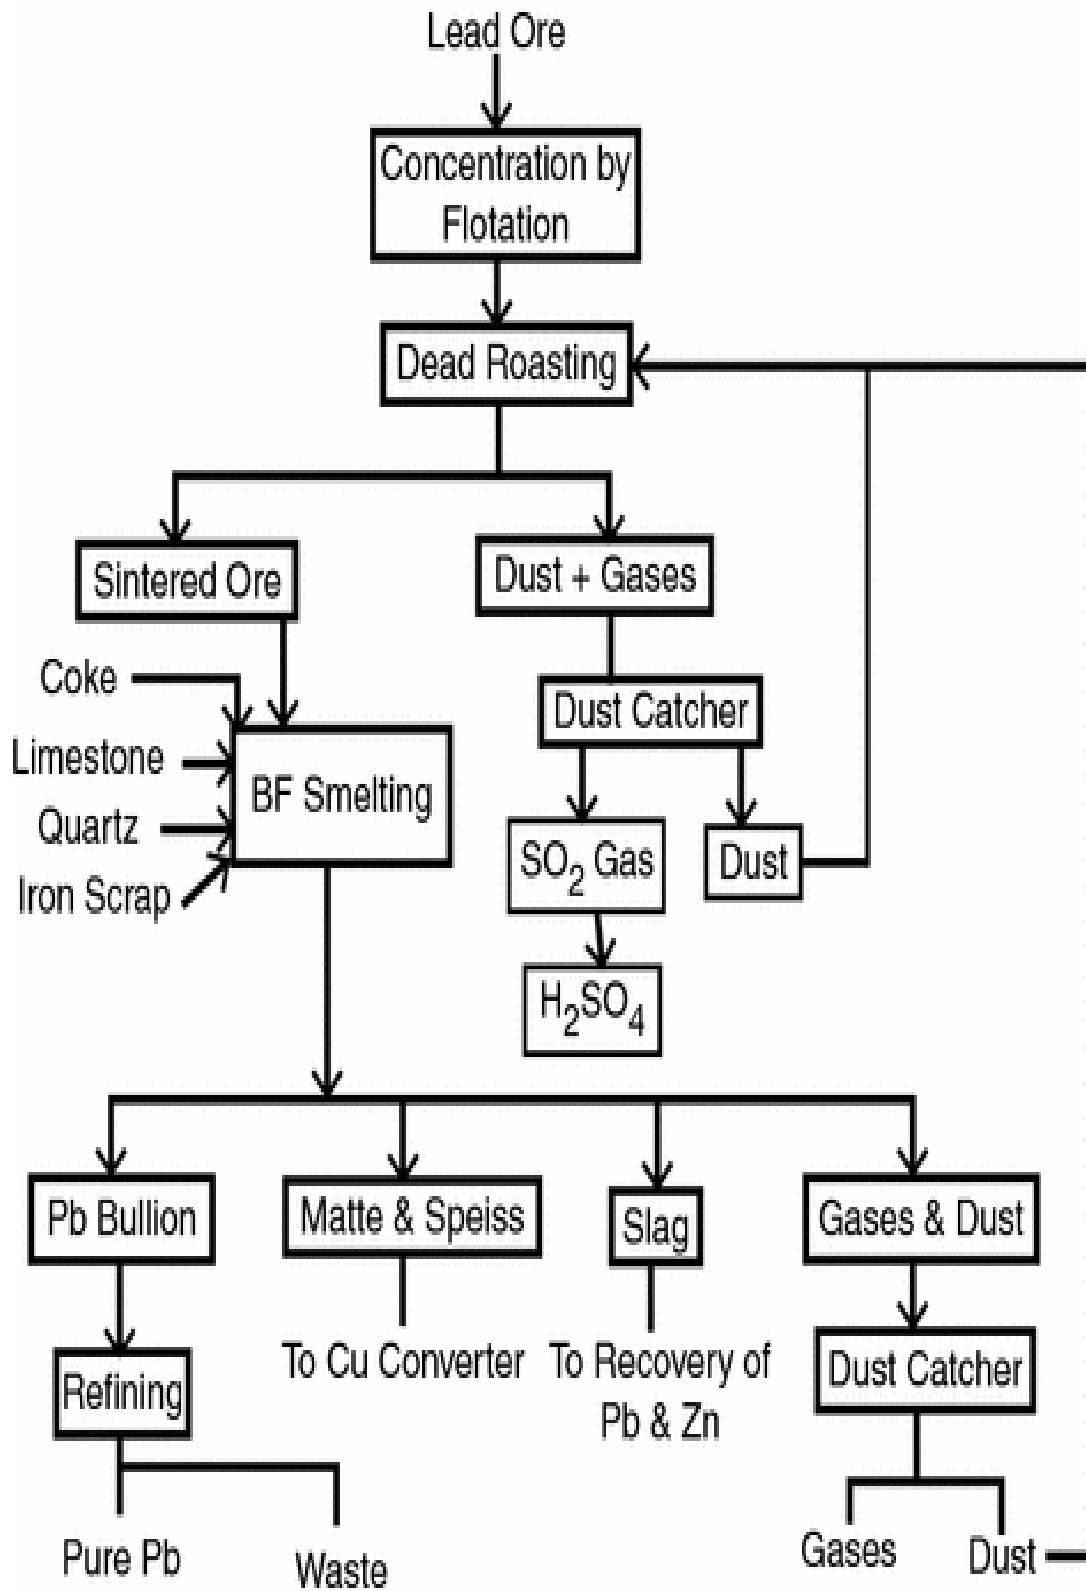 Lead Ore
Concentration by
Flotation
Dead Roasting
Sintered Ore
Dust + Gases
Coke
Dust Catcher
Limestone
BF Smelting
Quartz
SO2 Gas
Dust
Iron Scrap
H2SO4
Pb Bullion
Matte & Speiss
Slag
Gases & Dust
To Cu Converter
To Recovery of
Pb & Zn
Dust Catcher
Refining
Pure Pb
Waste
Gases
Dust